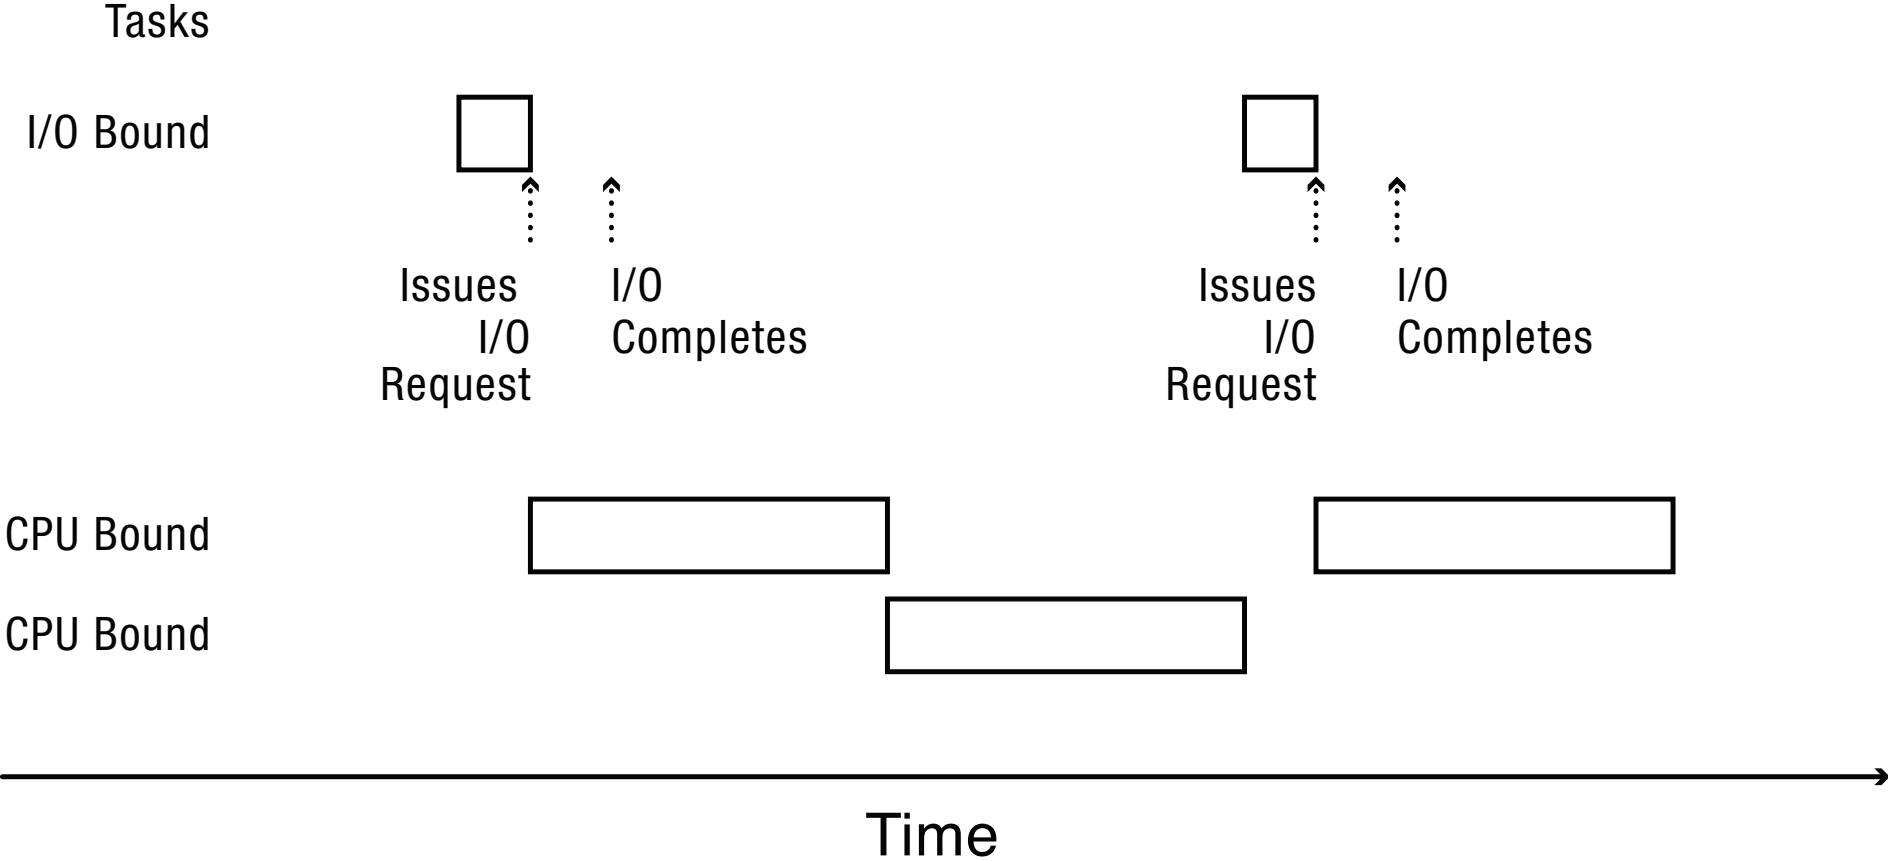 Tasks
I/O Bound
Issues
I/O
Request
I/O
Completes
Issues
I/O
Request
I/O
Completes
CPU Bound
CPU Bound
Time